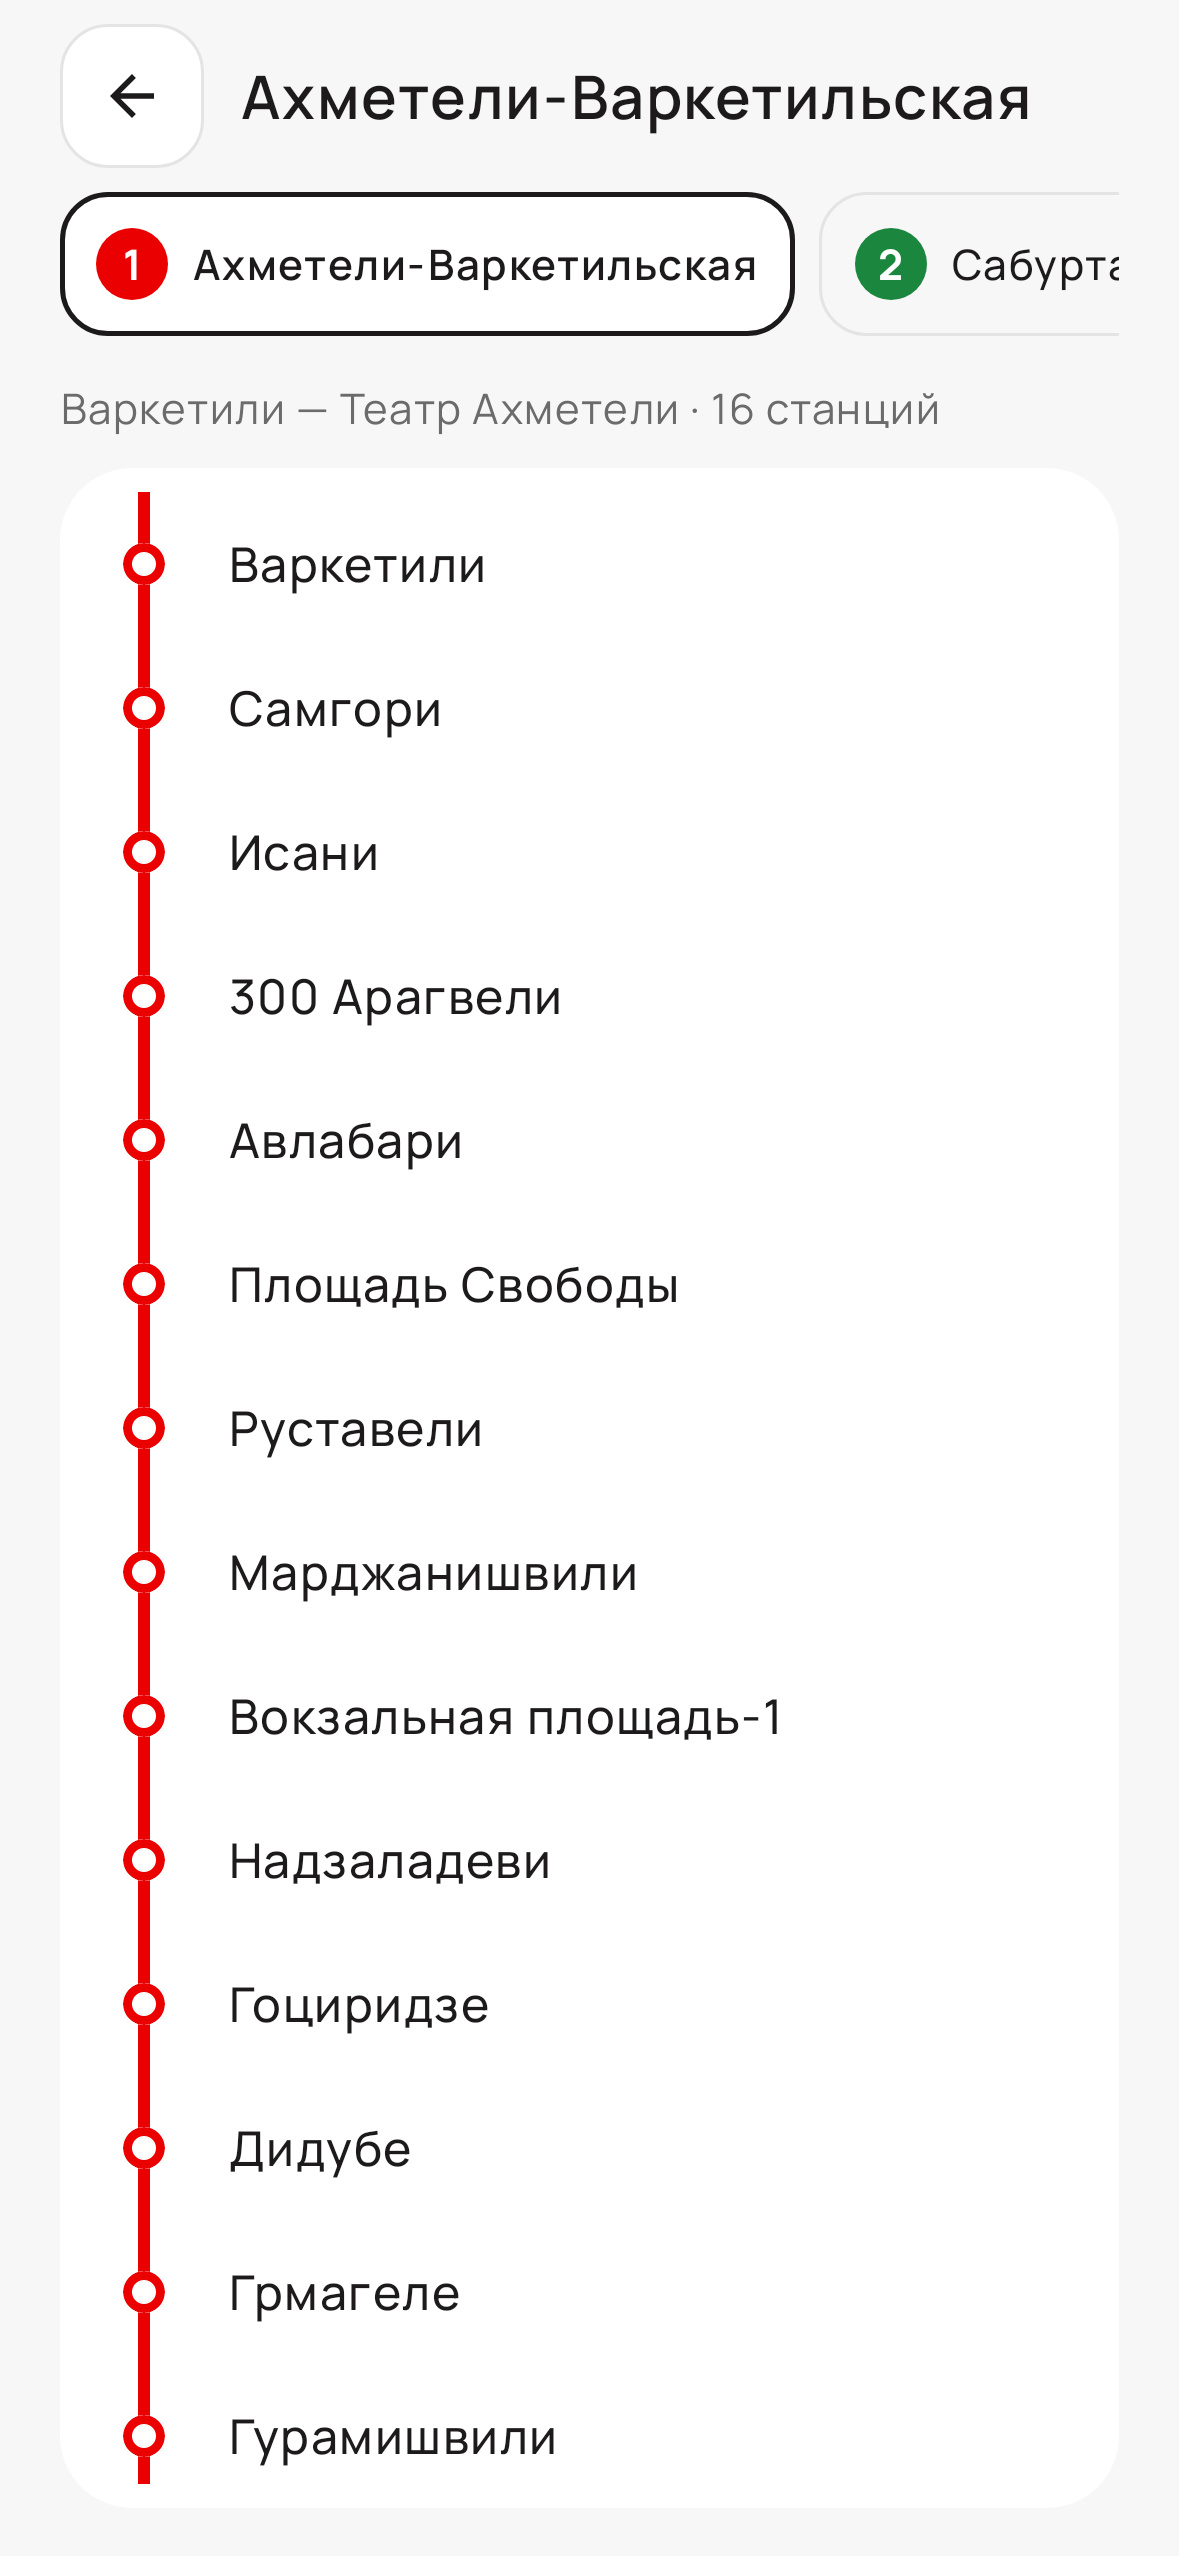 Ахметели-Варкетильская
1 Ахметели-Варкетильская 2
Варкетили — Театр Ахметели · 16 станций
Варкетили
Самгори
Исани
300 Арагвели
Авлабари
Площадь Свободы
Руставели
Марджанишвили
Вокзальная площадь-1
Надзаладеви
Гоциридзе
Дидубе
Грмагеле
Гурамишвили